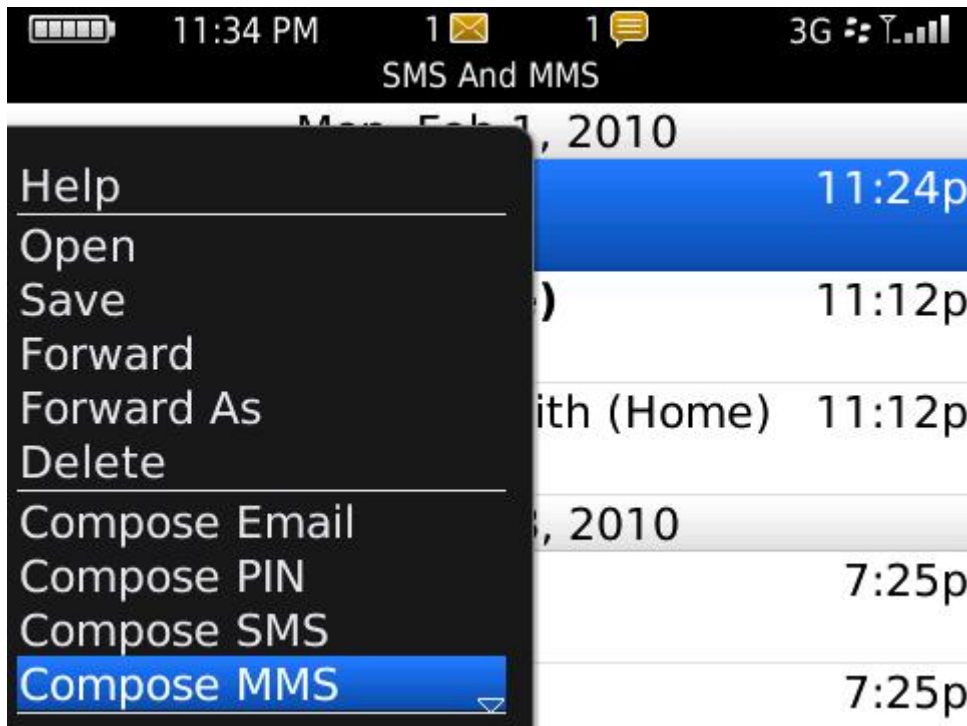 11:34 PM 1 1 3G
SMS And MMS
, 2010
Help
11:24p
Open
Save
) 11:12p
Forward
Forward As
ith (Home) 11:12p
Delete
Compose Email
, 2010
Compose PIN
7:25p
Compose SMS
Compose MMS
7:25p